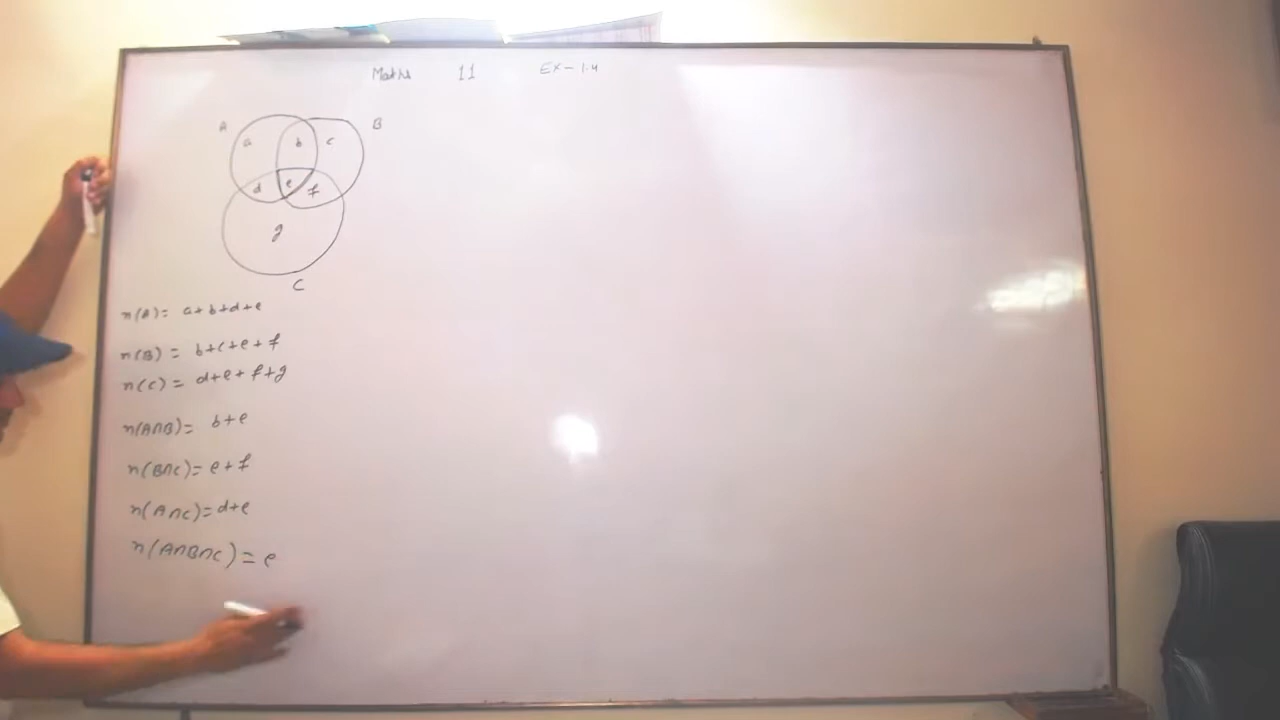 Maths 11 Ex-1.4
A B
a b c
d e f
g
C
n(A)= a+b+d+e
n(B) = b+c+e+f
n(C) = d+e+f+g
n(A∩B)= b+e
n(B∩C)= e+f
n(A∩C)= d+e
n(A∩B∩C) = e